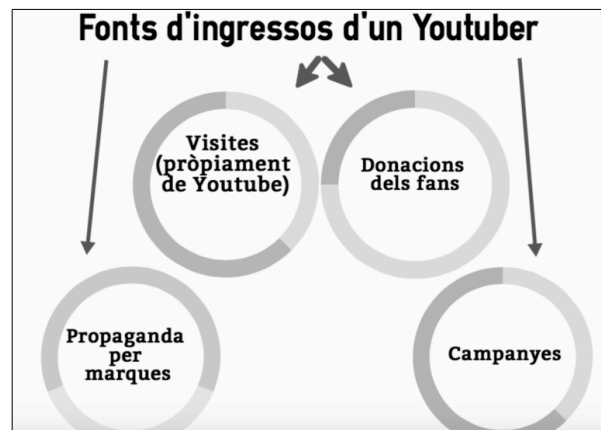 Fonts d'ingressos d'un Youtuber
Visites
(pròpiament
de Youtube)
Donacions
dels fans
Propaganda
per
marques
Campanyes